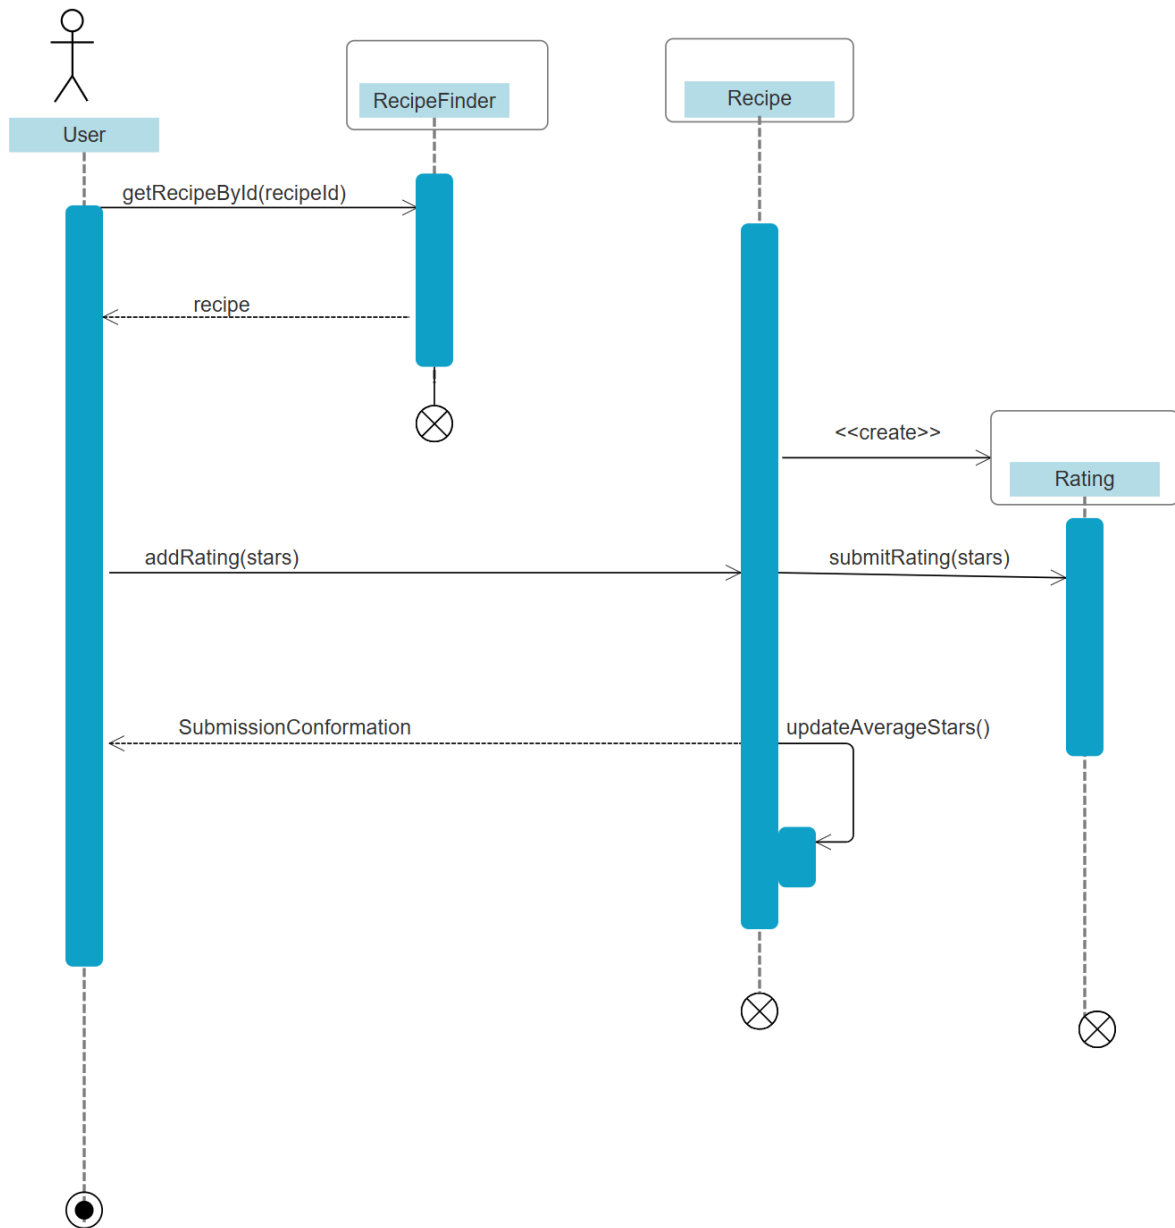 RecipeFinder
Recipe
User
getRecipeById(recipeId)
recipe
<<create>>
Rating
addRating(stars)
submitRating(stars)
SubmissionConformation
updateAverageStars()